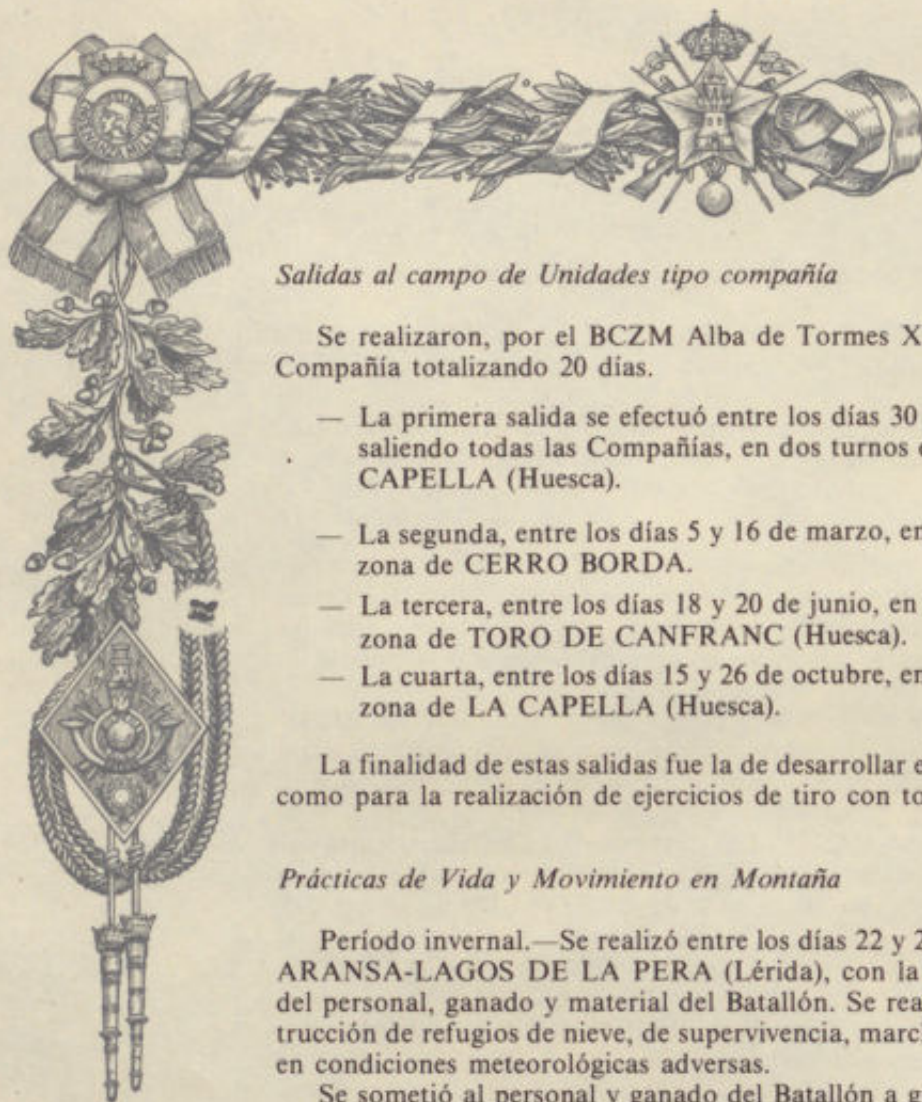 Salidas al campo de Unidades tipo compañía
Se realizaron, por el BCZM Alba de Tormes X
Compañía totalizando 20 días.
— La primera salida se efectuó entre los días 30
saliendo todas las Compañías, en dos turnos
CAPELLA (Huesca).
— La segunda, entre los días 5 y 16 de marzo, en
zona de CERRO BORDA.
— La tercera, entre los días 18 y 20 de junio, en
zona de TORO DE CANFRANC (Huesca).
— La cuarta, entre los días 15 y 26 de octubre, en
zona de LA CAPELLA (Huesca).
La finalidad de estas salidas fue la de desarrollar e
como para la realización de ejercicios de tiro con to
Prácticas de Vida y Movimiento en Montaña
Período invernal.—Se realizó entre los días 22 y 2
ARANSA-LAGOS DE LA PERA (Lérida), con la
del personal, ganado y material del Batallón. Se rea
trucción de refugios de nieve, de supervivencia, marc
en condiciones meteorológicas adversas.
Se sometió al personal y ganado del Batallón a g